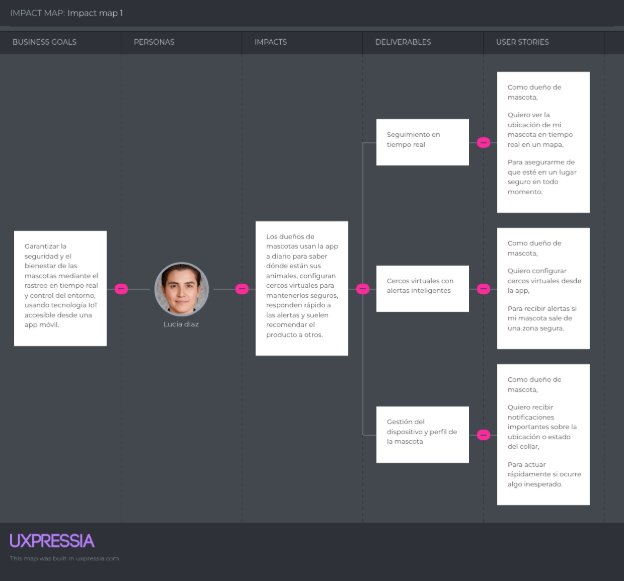 IMPACT MAP: Impact map 1
BUSINESS GOALS
PERSONAS
IMPACTS
DELIVERABLES
USER STORIES
Garantizar la
seguridad y el
bienestar de las
mascotas mediante el
rastreo en tiempo real
y control del entorno,
usando tecnología IoT
accesible desde una
app móvil.
Lucia diaz
Los dueños de
mascotas usan la app
a diario para saber
dónde están sus
animales, configuran
cercos virtuales para
mantenerlos seguros,
responden rápido a
las alertas y suelen
recomendar el
producto a otros.
Seguimiento en
tiempo real
Como dueño de
mascota,
Quiero ver la
ubicación de mi
mascota en tiempo
real en un mapa,
Para asegurarme de
que esté en un lugar
seguro en todo
momento.
Cercos virtuales con
alertas inteligentes
Como dueño de
mascota,
Quiero configurar
cercos virtuales desde
la app,
Para recibir alertas si
mi mascota sale de
una zona segura.
Gestión del
dispositivo y perfil de
la mascota
Como dueño de
mascota,
Quiero recibir
notificaciones
importantes sobre la
ubicación o estado
del collar,
Para actuar
rápidamente si ocurre
algo inesperado.
UXPRESSIA
This map was built in uxpressia.com